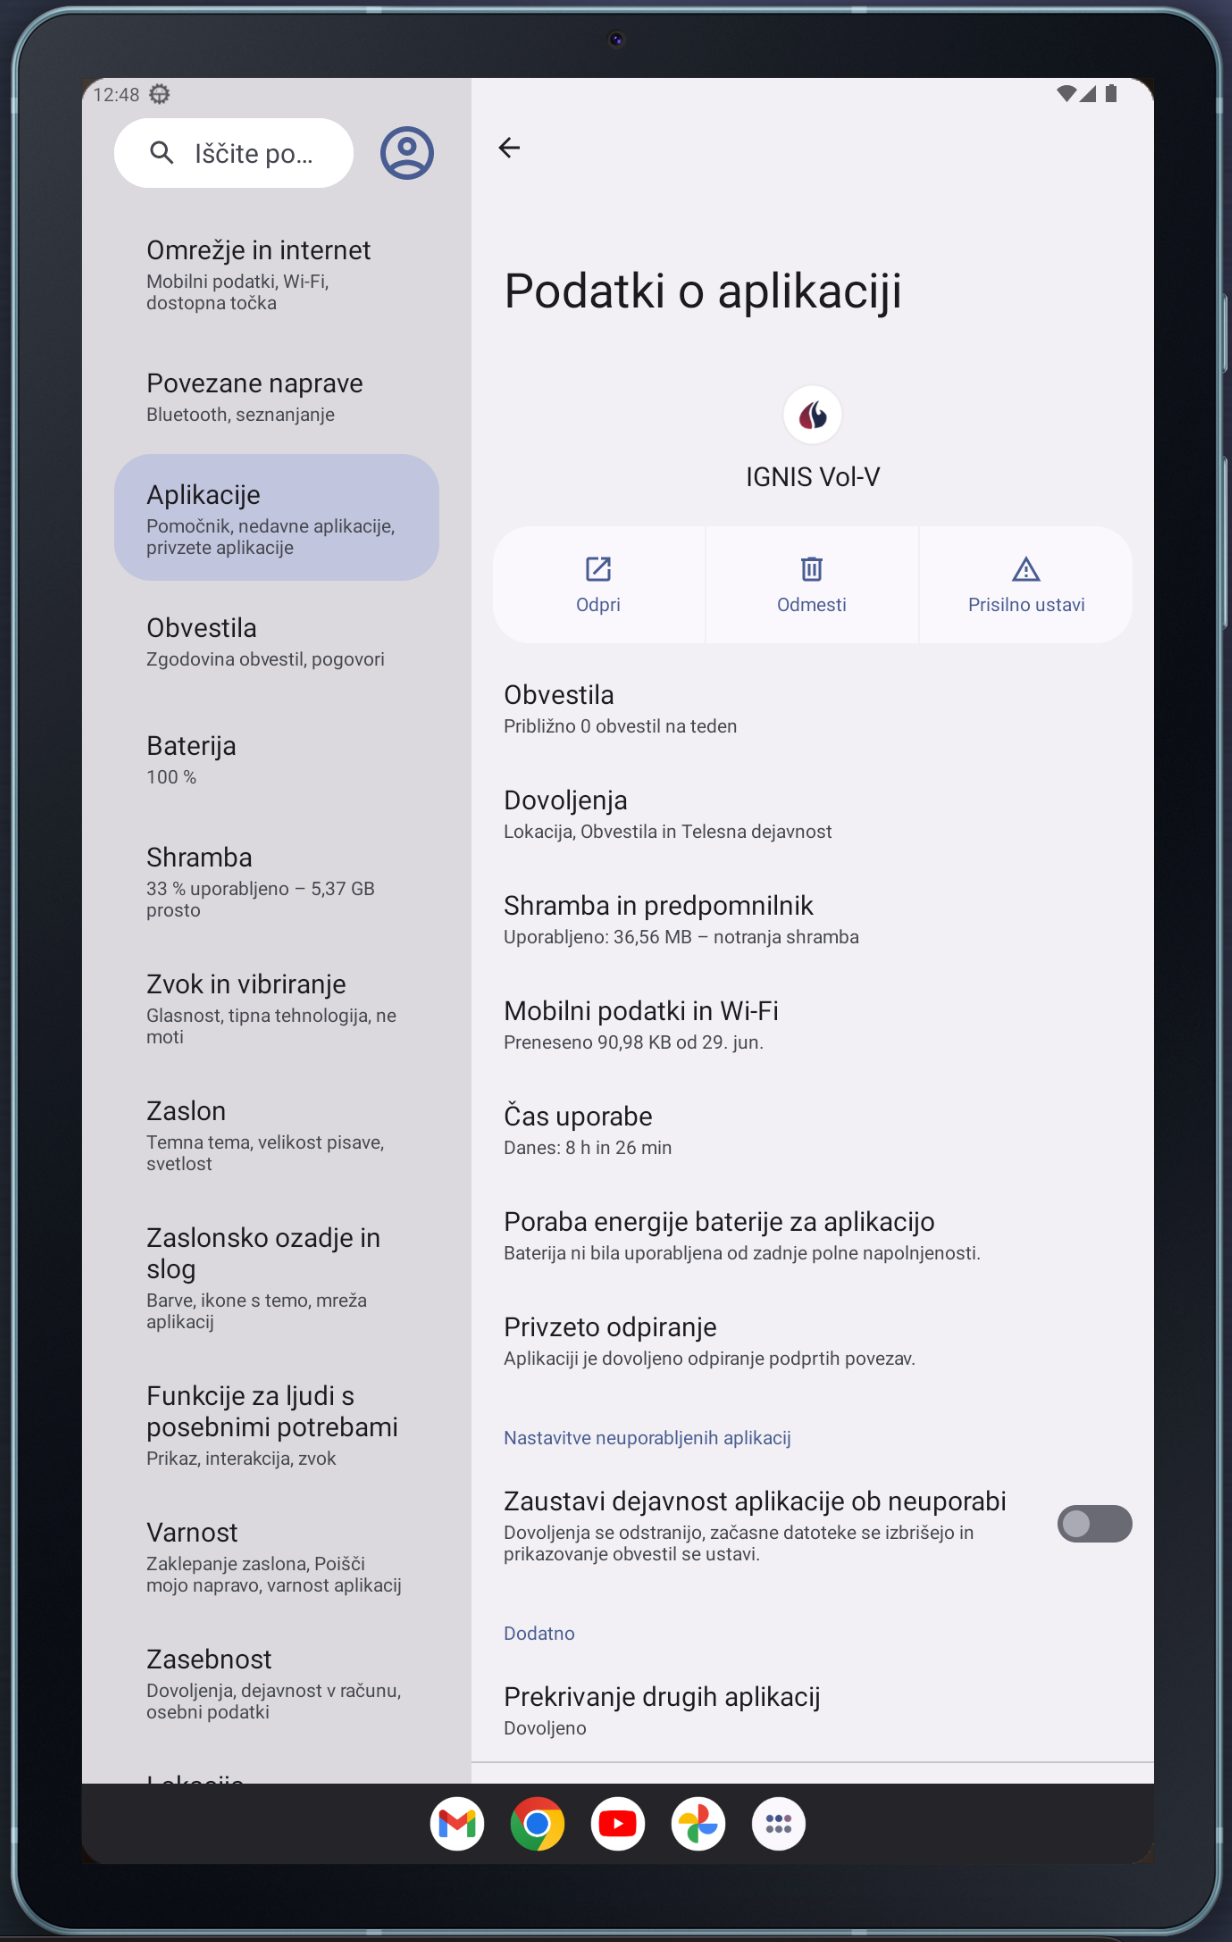 12:48
Iščite po…
Omrežje in internet
Mobilni podatki, Wi-Fi,
dostopna točka
Povezane naprave
Bluetooth, seznanjanje
Aplikacije
Pomočnik, nedavne aplikacije,
privzete aplikacije
Obvestila
Zgodovina obvestil, pogovori
Baterija
100 %
Shramba
33 % uporabljeno – 5,37 GB
prosto
Zvok in vibriranje
Glasnost, tipna tehnologija, ne
moti
Zaslon
Temna tema, velikost pisave,
svetlost
Zaslonsko ozadje in
slog
Barve, ikone s temo, mreža
aplikacij
Funkcije za ljudi s
posebnimi potrebami
Prikaz, interakcija, zvok
Varnost
Zaklepanje zaslona, Poišči
mojo napravo, varnost aplikacij
Zasebnost
Dovoljenja, dejavnost v računu,
osebni podatki
Lokacija
Podatki o aplikaciji
IGNIS Vol-V
Odpri
Odmesti
Prisilno ustavi
Obvestila
Približno 0 obvestil na teden
Dovoljenja
Lokacija, Obvestila in Telesna dejavnost
Shramba in predpomnilnik
Uporabljeno: 36,56 MB – notranja shramba
Mobilni podatki in Wi-Fi
Preneseno 90,98 KB od 29. jun.
Čas uporabe
Danes: 8 h in 26 min
Poraba energije baterije za aplikacijo
Baterija ni bila uporabljena od zadnje polne napolnjenosti.
Privzeto odpiranje
Aplikaciji je dovoljeno odpiranje podprtih povezav.
Nastavitve neuporabljenih aplikacij
Zaustavi dejavnost aplikacije ob neuporabi
Dovoljenja se odstranijo, začasne datoteke se izbrišejo in
prikazovanje obvestil se ustavi.
Dodatno
Prekrivanje drugih aplikacij
Dovoljeno